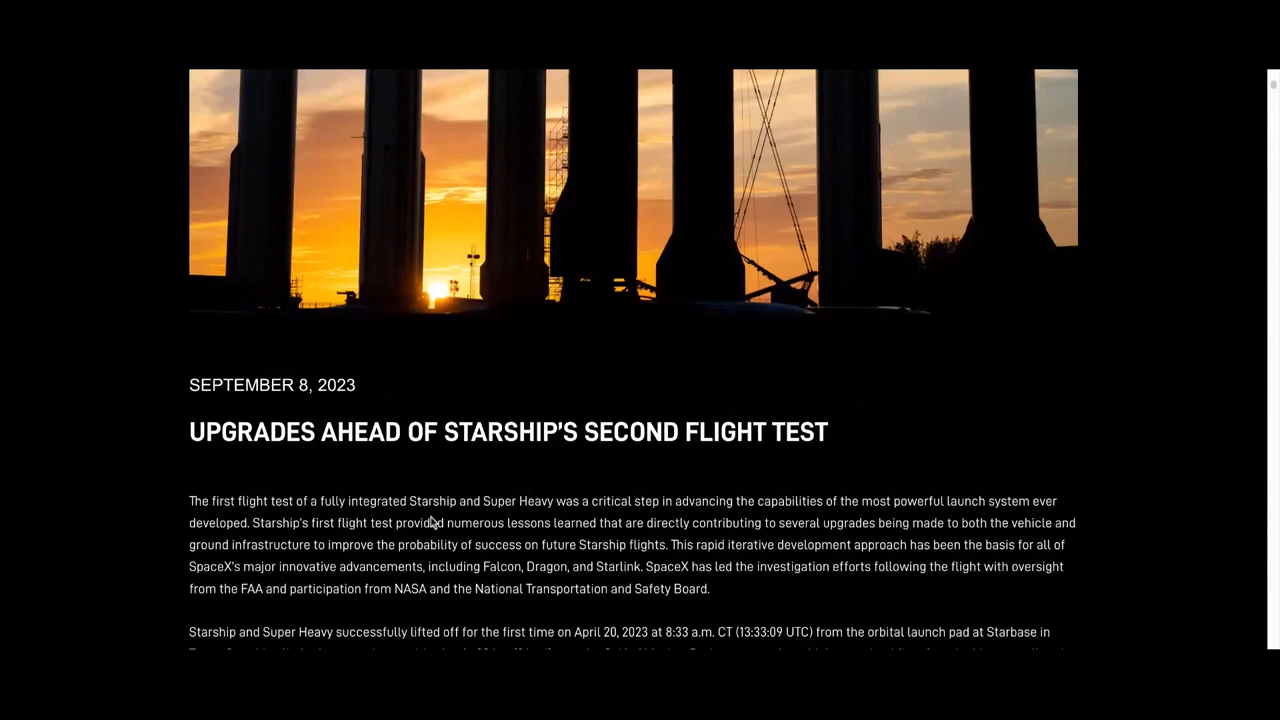 SEPTEMBER 8, 2023
UPGRADES AHEAD OF STARSHIP'S SECOND FLIGHT TEST
The first flight test of a fully integrated Starship and Super Heavy was a critical step in advancing the capabilities of the most powerful launch system ever
developed. Starship's first flight test provided numerous lessons learned that are directly contributing to several upgrades being made to both the vehicle and
ground infrastructure to improve the probability of success on future Starship flights. This rapid iterative development approach has been the basis for all of
SpaceX's major innovative advancements, including Falcon, Dragon, and Starlink. SpaceX has led the investigation efforts following the flight with oversight
from the FAA and participation from NASA and the National Transportation and Safety Board.
Starship and Super Heavy successfully lifted off for the first time on April 20, 2023 at 8:33 a.m. CT (13:33:09 UTC) from the orbital launch pad at Starbase in